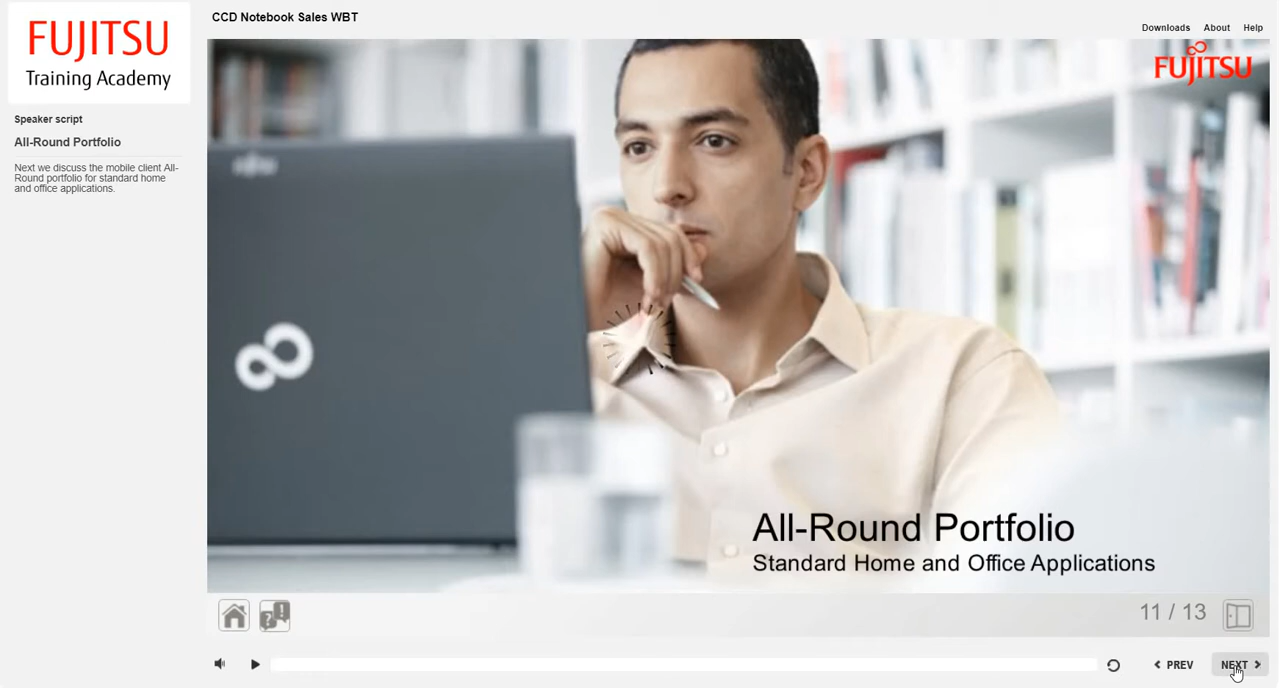 FUJITSU
Training Academy
CCD Notebook Sales WBT
Downloads About Help
FUJITSU
Speaker script
All-Round Portfolio
Next we discuss the mobile client All-
Round portfolio for standard home
and office applications.
FUJITSU
All-Round Portfolio
Standard Home and Office Applications
11 / 13
PREV
NEXT